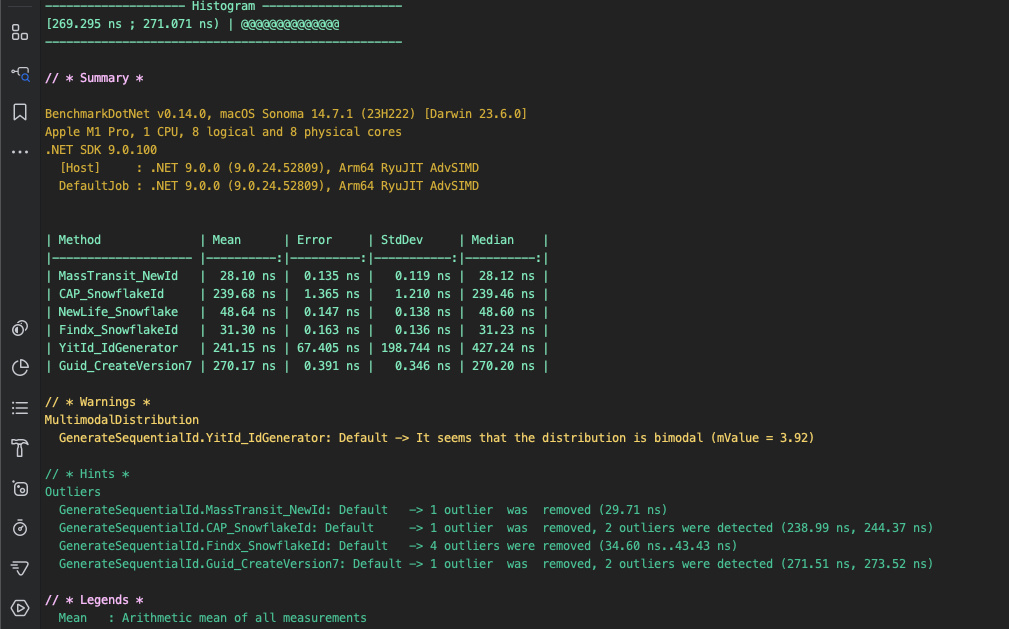 -------------------- Histogram --------------------
[269.295 ns ; 271.071 ns) | @@@@@@@@@@@@@@
---------------------------------------------------
// * Summary *
BenchmarkDotNet v0.14.0, macOS Sonoma 14.7.1 (23H222) [Darwin 23.6.0]
Apple M1 Pro, 1 CPU, 8 logical and 8 physical cores
.NET SDK 9.0.100
  [Host]     : .NET 9.0.0 (9.0.24.52809), Arm64 RyuJIT AdvSIMD
  DefaultJob : .NET 9.0.0 (9.0.24.52809), Arm64 RyuJIT AdvSIMD
| Method             | Mean      | Error     | StdDev     | Median    |
|------------------- |----------:|----------:|-----------:|----------:|
| MassTransit_NewId  |  28.10 ns |  0.135 ns |   0.119 ns |  28.12 ns |
| CAP_SnowflakeId    | 239.68 ns |  1.365 ns |   1.210 ns | 239.46 ns |
| NewLife_Snowflake  |  48.64 ns |  0.147 ns |   0.138 ns |  48.60 ns |
| Findx_SnowflakeId  |  31.30 ns |  0.163 ns |   0.136 ns |  31.23 ns |
| YitId_IdGenerator  | 241.15 ns | 67.405 ns | 198.744 ns | 427.24 ns |
| Guid_CreateVersion7 | 270.17 ns |  0.391 ns |   0.346 ns | 270.20 ns |
// * Warnings *
MultimodalDistribution
  GenerateSequentialId.YitId_IdGenerator: Default -> It seems that the distribution is bimodal (mValue = 3.92)
// * Hints *
Outliers
  GenerateSequentialId.MassTransit_NewId: Default   -> 1 outlier  was  removed (29.71 ns)
  GenerateSequentialId.CAP_SnowflakeId: Default     -> 1 outlier  was  removed, 2 outliers were detected (238.99 ns, 244.37 ns)
  GenerateSequentialId.Findx_SnowflakeId: Default   -> 4 outliers were removed (34.60 ns..43.43 ns)
  GenerateSequentialId.Guid_CreateVersion7: Default -> 1 outlier  was  removed, 2 outliers were detected (271.51 ns, 273.52 ns)
// * Legends *
  Mean   : Arithmetic mean of all measurements